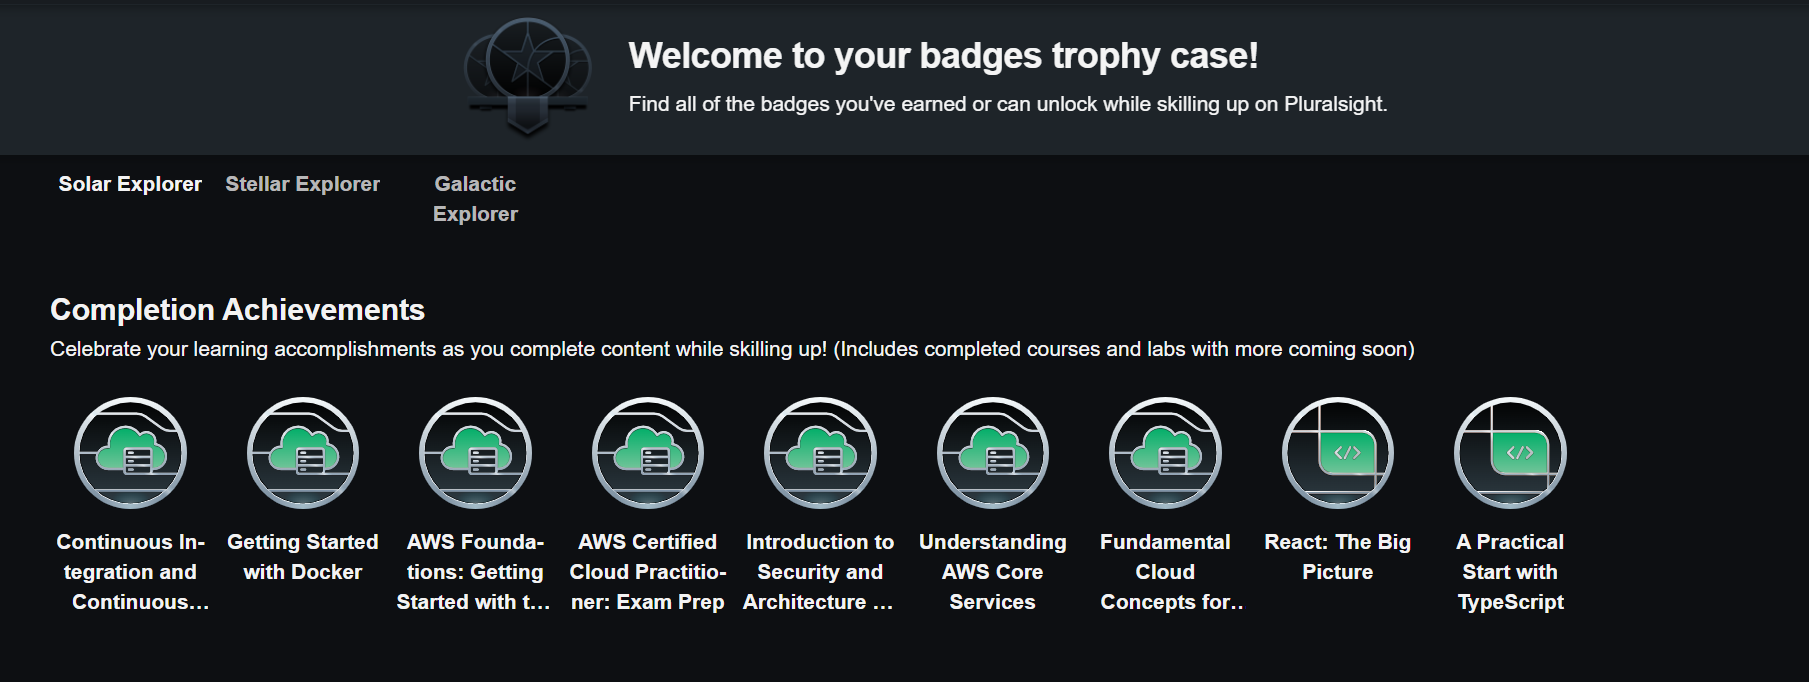 Welcome to your badges trophy case!
Find all of the badges you've earned or can unlock while skilling up on Pluralsight.
Solar Explorer
Stellar Explorer
Galactic
Explorer
Completion Achievements
Celebrate your learning accomplishments as you complete content while skilling up! (Includes completed courses and labs with more coming soon)
</>
</>
Continuous In-
tegration and
Continuous…
Getting Started
with Docker
AWS Founda-
tions: Getting
Started with t…
AWS Certified
Cloud Practitio-
ner: Exam Prep
Introduction to
Security and
Architecture …
Understanding
AWS Core
Services
Fundamental
Cloud
Concepts for…
React: The Big
Picture
A Practical
Start with
TypeScript